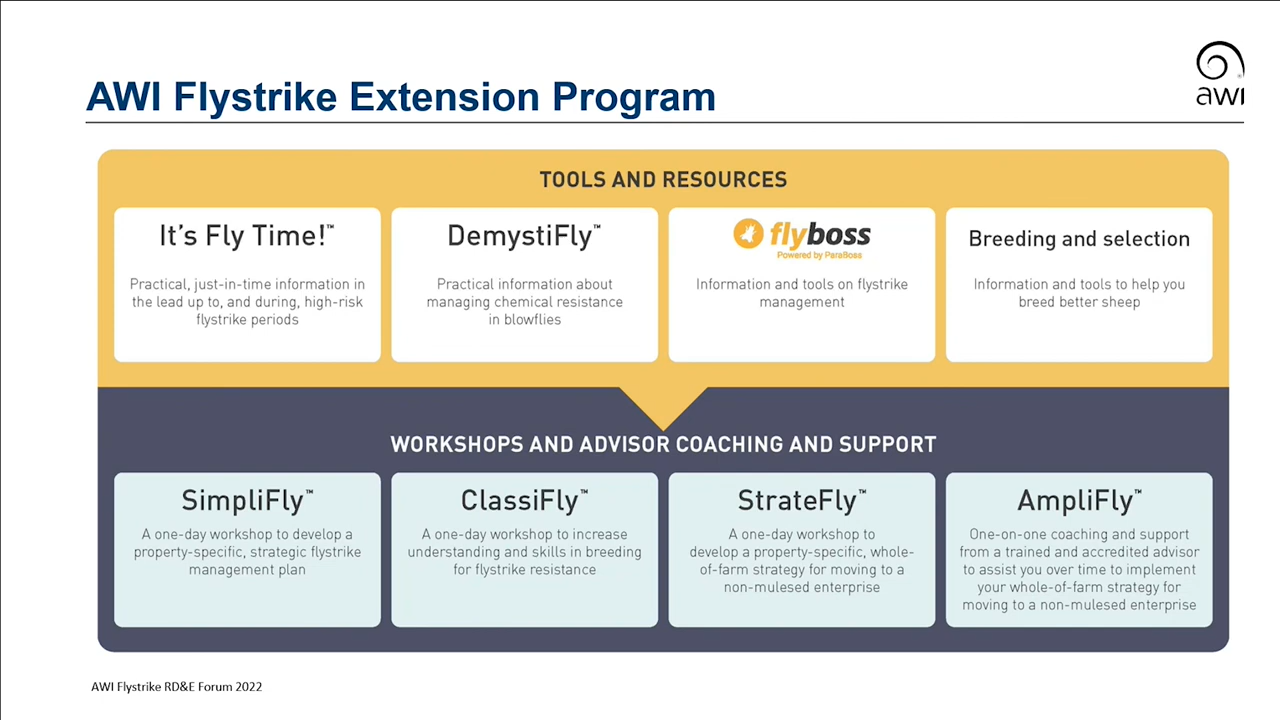 AWI Flystrike Extension Program
awi
TOOLS AND RESOURCES
It's Fly Time!™
Practical, just-in-time information in
the lead up to, and during, high-risk
flystrike periods
DemystiFly™
Practical information about
managing chemical resistance
in blowflies
flyboss
Powered by ParaBoss
Information and tools on flystrike
management
Breeding and selection
Information and tools to help you
breed better sheep
WORKSHOPS AND ADVISOR COACHING AND SUPPORT
SimpliFly™
A one-day workshop to develop a
property-specific, strategic flystrike
management plan
ClassiFly™
A one-day workshop to increase
understanding and skills in breeding
for flystrike resistance
StrateFly™
A one-day workshop to
develop a property-specific, whole-
of-farm strategy for moving to a
non-mulesed enterprise
AmpliFly™
One-on-one coaching and support
from a trained and accredited advisor
to assist you over time to implement
your whole-of-farm strategy for
moving to a non-mulesed enterprise
AWI Flystrike RD&E Forum 2022